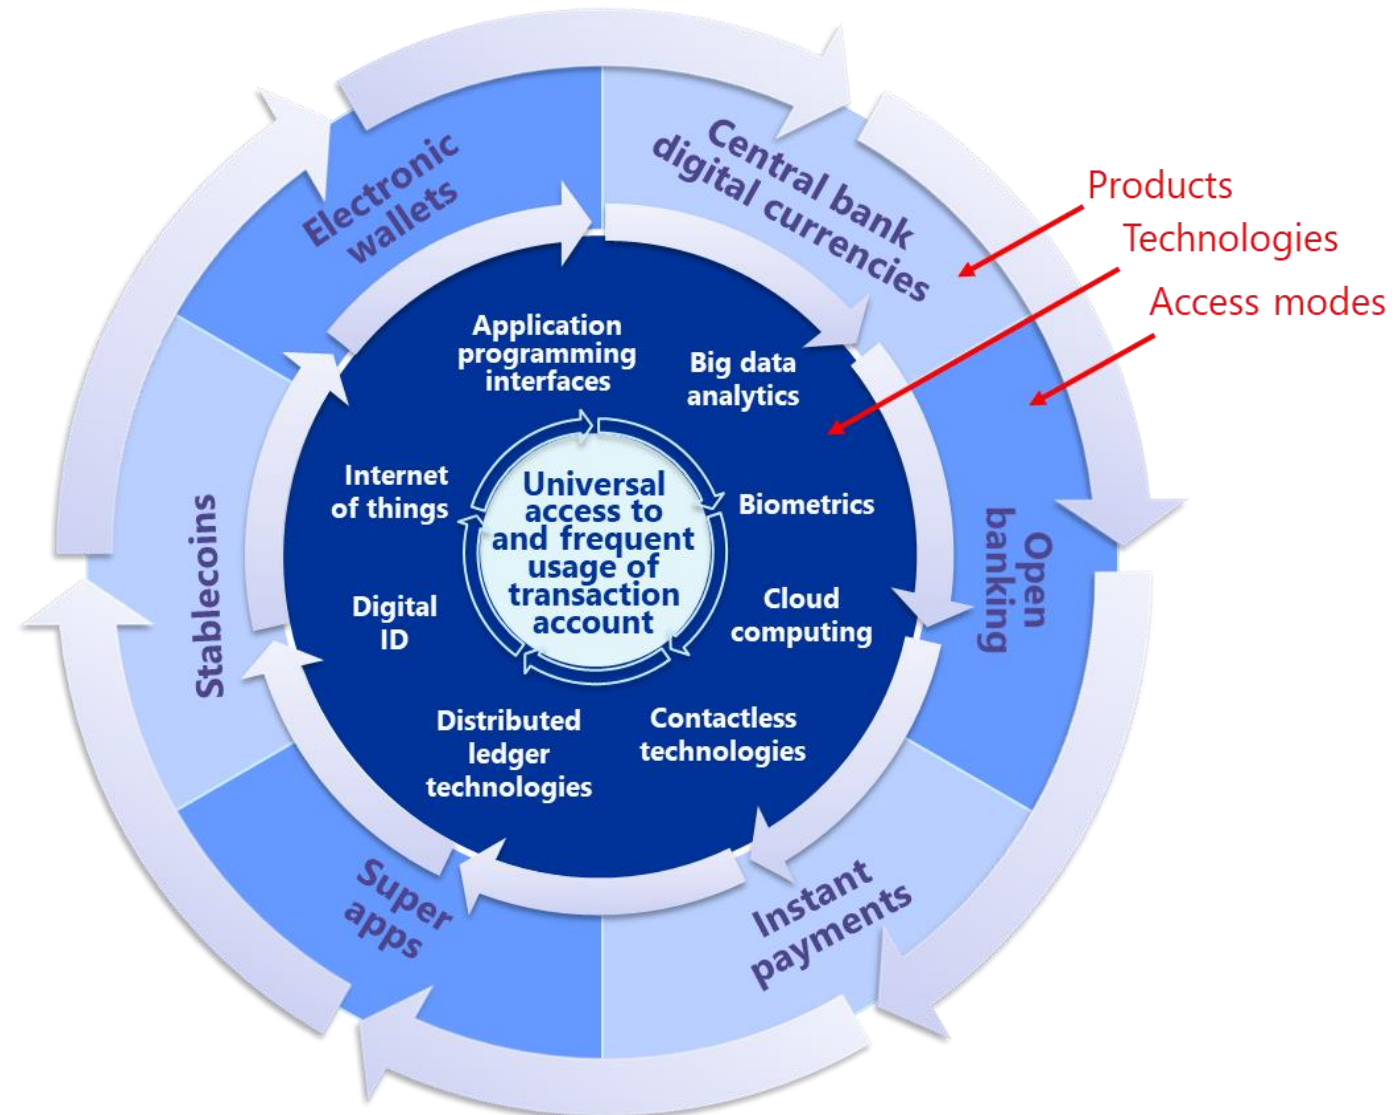 Electronic
wallets
Central bank
digital currencies
Products
Technologies
Access modes
Application
programming
interfaces
Big data
analytics
Internet
of things
Universal
access to
and frequent
usage of
transaction
account
Biometrics
Stablecoins
Open
banking
Digital
ID
Cloud
computing
Distributed
ledger
technologies
Contactless
technologies
Super
apps
Instant
payments